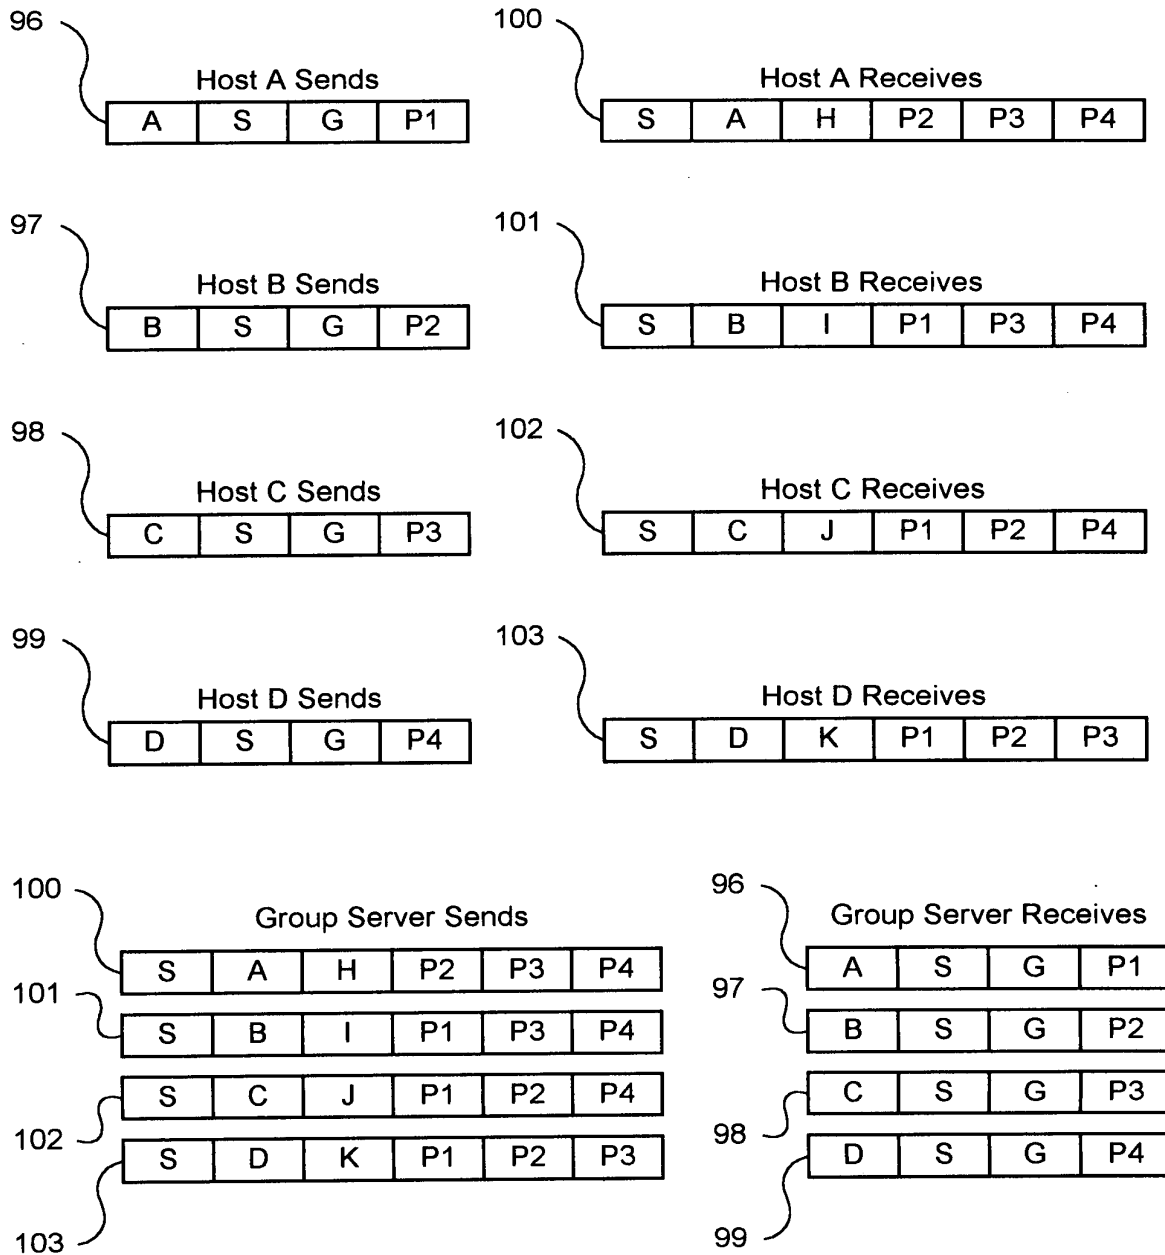 96
100
Host A Sends
Host A Receives
A S G P1
S A H P2 P3 P4
97
101
Host B Sends
Host B Receives
B S G P2
S B I P1 P3 P4
98
102
Host C Sends
Host C Receives
C S G P3
S C J P1 P2 P4
99
103
Host D Sends
Host D Receives
D S G P4
S D K P1 P2 P3
100
Group Server Sends
S A H P2 P3 P4
101
S B I P1 P3 P4
S C J P1 P2 P4
102
S D K P1 P2 P3
103
96
Group Server Receives
A S G P1
97
B S G P2
C S G P3
98
D S G P4
99